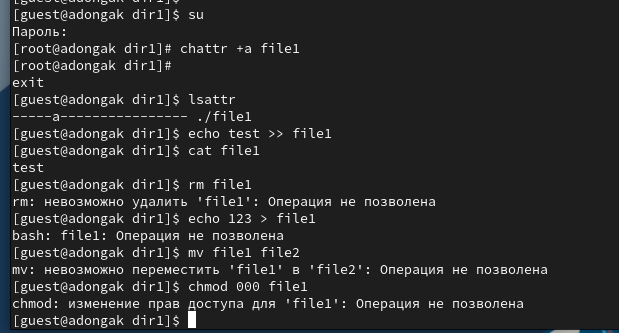 [guest@adongak dir1]$ su
Пароль:
[root@adongak dir1]# chattr +a file1
[root@adongak dir1]#
exit
[guest@adongak dir1]$ lsattr
-----a---------------- ./file1
[guest@adongak dir1]$ echo test >> file1
[guest@adongak dir1]$ cat file1
test
[guest@adongak dir1]$ rm file1
rm: невозможно удалить 'file1': Операция не позволена
[guest@adongak dir1]$ echo 123 > file1
bash: file1: Операция не позволена
[guest@adongak dir1]$ mv file1 file2
mv: невозможно переместить 'file1' в 'file2': Операция не позволена
[guest@adongak dir1]$ chmod 000 file1
chmod: изменение прав доступа для 'file1': Операция не позволена
[guest@adongak dir1]$